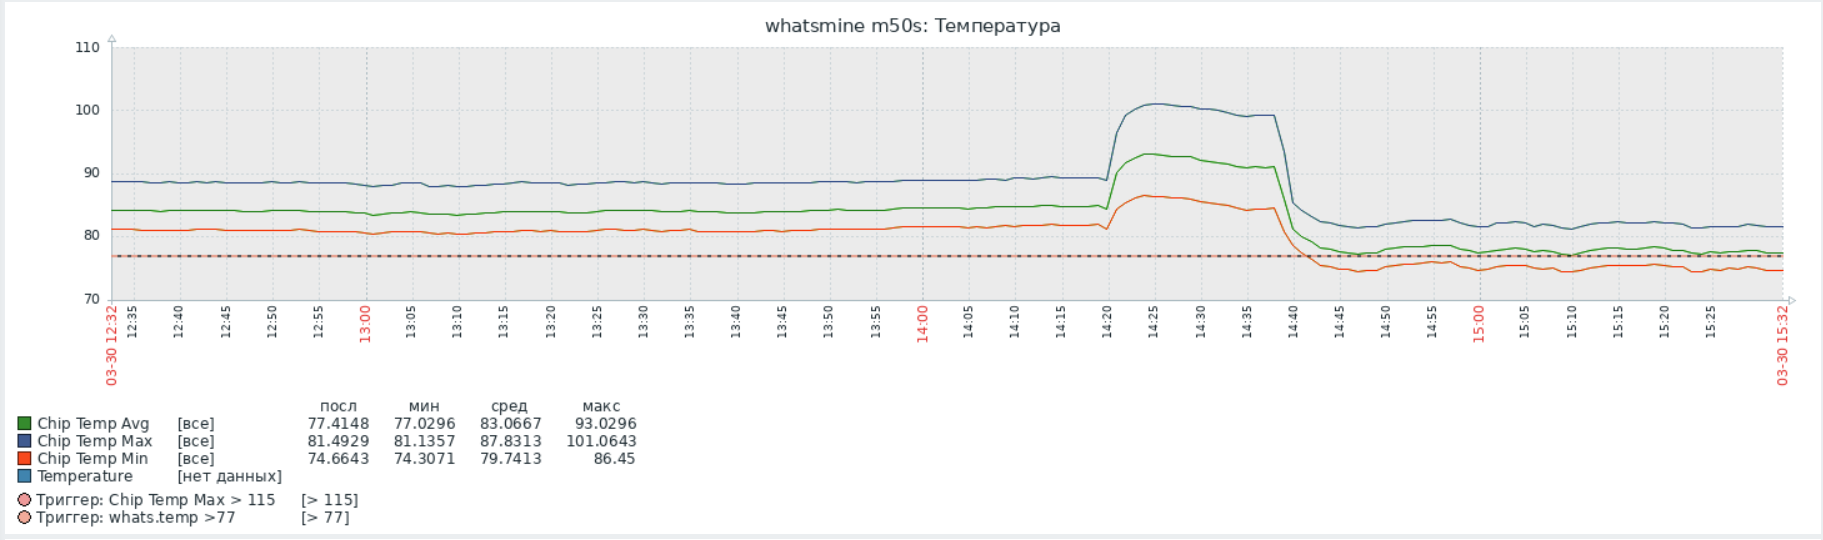 whatsmine m50s: Температура
110
100
90
80
70
03-30 12:32 12:35 12:40 12:45 12:50 12:55 13:00 13:05 13:10 13:15 13:20 13:25 13:30 13:35 13:40 13:45 13:50 13:55 14:00 14:05 14:10 14:15 14:20 14:25 14:30 14:35 14:40 14:45 14:50 14:55 15:00 15:05 15:10 15:15 15:20 15:25 03-30 15:32
посл мин сред макс
Chip Temp Avg [все] 77.4148 77.0296 83.0667 93.0296
Chip Temp Max [все] 81.4929 81.1357 87.8313 101.0643
Chip Temp Min [все] 74.6643 74.3071 79.7413 86.45
Temperature [нет данных]
Триггер: Chip Temp Max > 115 [> 115]
Триггер: whats.temp >77 [> 77]